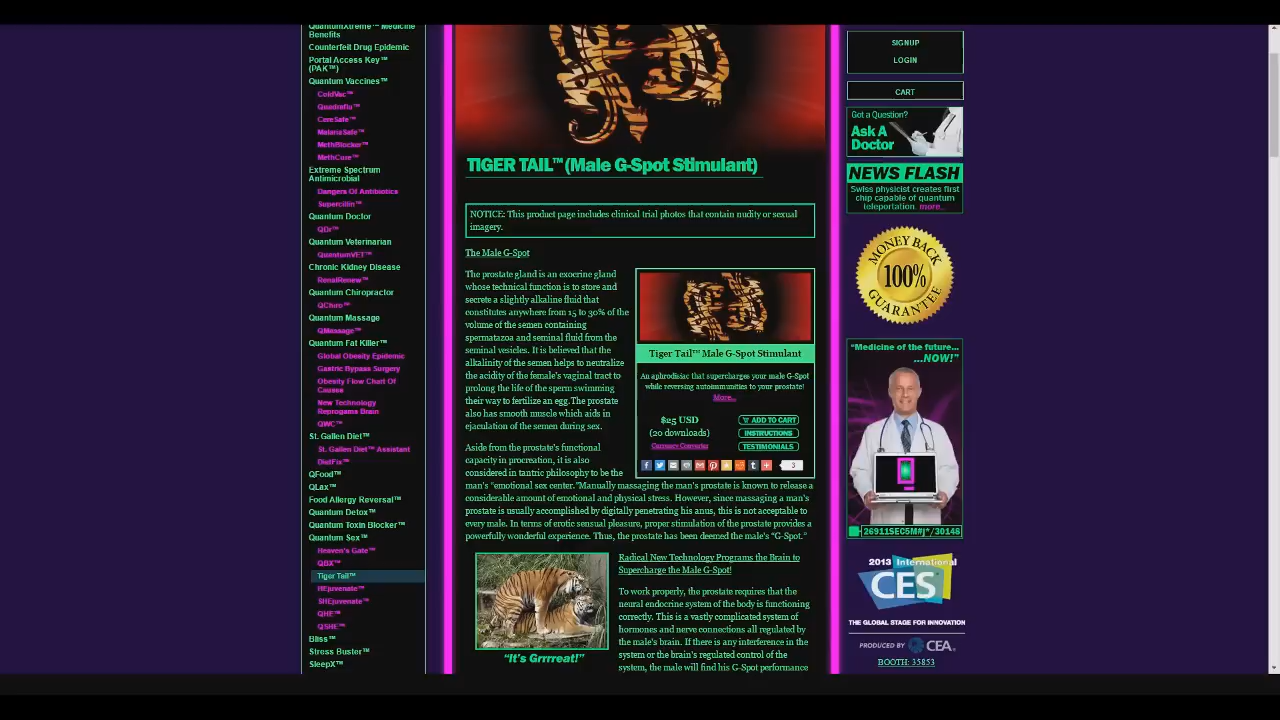 QuantumXtreme™ Medicine
Benefits
Counterfeit Drug Epidemic
Portal Access Key™
(PAK™)
Quantum Vaccines™
ColdVac™
Quadraflu™
CereSafe™
MalariaSafe™
MethBlocker™
MethCure™
Extreme Spectrum
Antimicrobial
Dangers Of Antibiotics
Supercillin™
Quantum Doctor
QDr™
Quantum Veterinarian
QuantumVET™
Chronic Kidney Disease
RenalRenew™
Quantum Chiropractor
QChiro™
Quantum Massage
QMassage™
Quantum Fat Killer™
Global Obesity Epidemic
Gastric Bypass Surgery
Obesity Flow Chart Of
Causes
New Technology
Reprogams Brain
QWC™
St. Gallen Diet™
St. Gallen Diet™ Assistant
DietFix™
QFood™
QLax™
Food Allergy Reversal™
Quantum Detox™
Quantum Toxin Blocker™
Quantum Sex™
Heaven's Gate™
QBX™
Tiger Tail™
HEjuvenate™
SHEjuvenate™
QHE™
QSHE™
Bliss™
Stress Buster™
SleepX™
TIGER TAIL™ (Male G-Spot Stimulant)
NOTICE: This product page includes clinical trial photos that contain nudity or sexual
imagery.
The Male G-Spot
The prostate gland is an exocrine gland
whose technical function is to store and
secrete a slightly alkaline fluid that
constitutes anywhere from 15 to 30% of the
volume of the semen containing
spermatazoa and seminal fluid from the
seminal vesicles. It is believed that the
alkalinity of the semen helps to neutralize
the acidity of the female's vaginal tract to
prolong the life of the sperm swimming
their way to fertilize an egg.The prostate
also has smooth muscle which aids in
ejaculation of the semen during sex.
Aside from the prostate's functional
capacity in procreation, it is also
considered in tantric philosophy to be the
man's "emotional sex center."Manually massaging the man's prostate is known to release a
considerable amount of emotional and physical stress. However, since massaging a man's
prostate is usually accomplished by digitally penetrating his anus, this is not acceptable to
every male. In terms of erotic sensual pleasure, proper stimulation of the prostate provides a
powerfully wonderful experience. Thus, the prostate has been deemed the male's "G-Spot."
Tiger Tail™ Male G-Spot Stimulant
An aphrodisiac that supercharges your male G-Spot
while reversing autoimmunities to your prostate!
More...
$25 USD
(20 downloads)
Currency Converter
ADD TO CART
INSTRUCTIONS
TESTIMONIALS
3
"It's Grrrreat!"
Radical New Technology Programs the Brain to
Supercharge the Male G-Spot!
To work properly, the prostate requires that the
neural endocrine system of the body is functioning
correctly. This is a vastly complicated system of
hormones and nerve connections all regulated by
the male's brain. If there is any interference in the
system or the brain's regulated control of the
system, the male will find his G-Spot performance
SIGNUP
LOGIN
CART
Got a Question?
Ask A
Doctor
NEWS FLASH
Swiss physicist creates first
chip capable of quantum
teleportation. more...
MONEY BACK
100%
GUARANTEE
"Medicine of the future...
...NOW!"
26911SEC5M#j*/30148
2013 International
CES
THE GLOBAL STAGE FOR INNOVATION
PRODUCED BY CEA
BOOTH: 35853